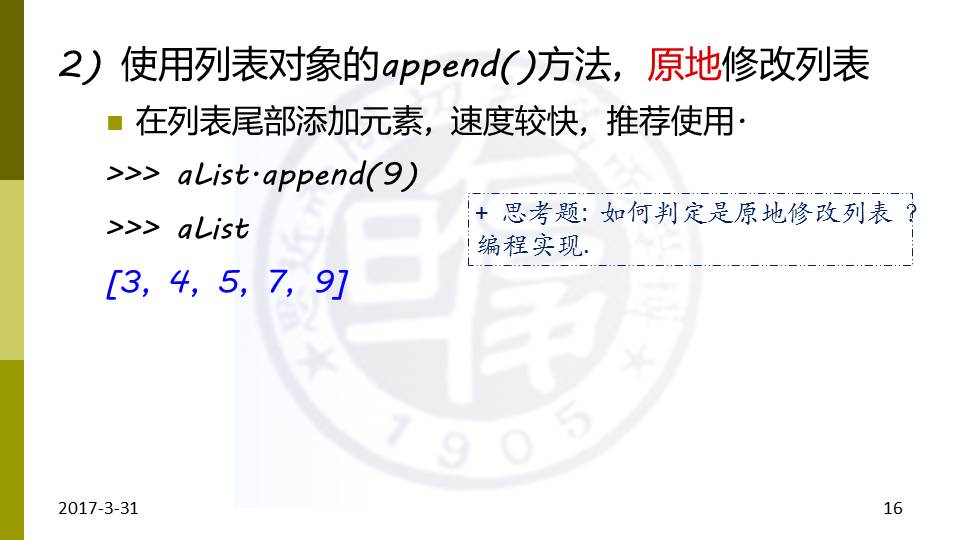 2) 使用列表对象的append()方法，原地修改列表
■ 在列表尾部添加元素，速度较快，推荐使用.
>>> aList.append(9)
>>> aList
[3, 4, 5, 7, 9]
+ 思考题: 如何判定是原地修改列表 ?
编程实现.
1905
2017-3-31
16